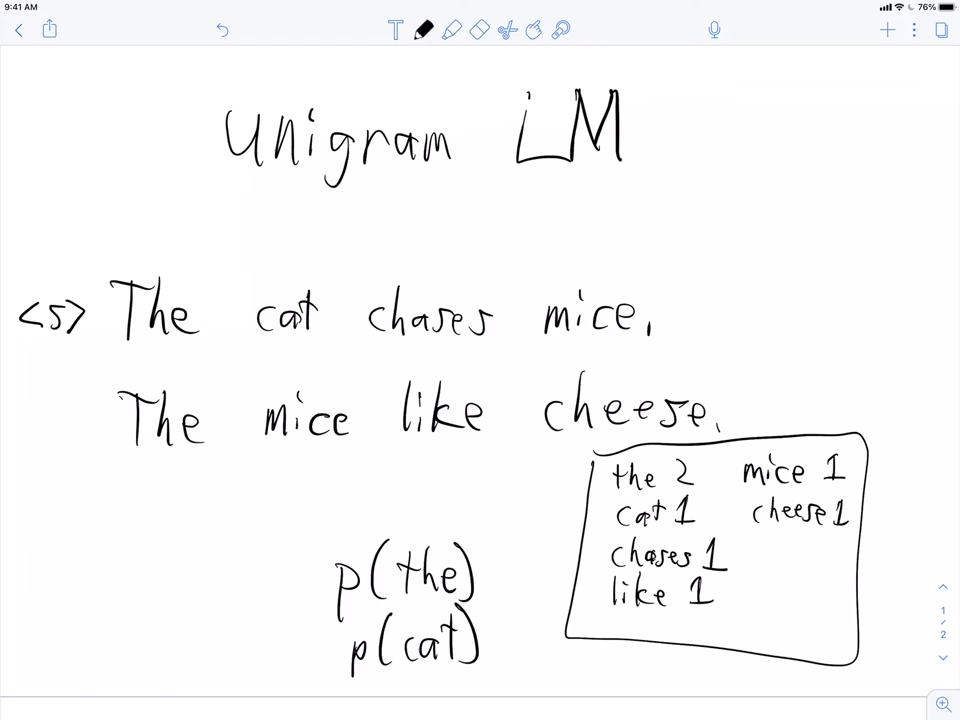 9:41 AM 76%
T
Unigram LM
<s> The cat chases mice.
The mice like cheese.
the 2 mice 1
cat 1 cheese 1
chases 1
like 1
p(the)
p(cat)
1
/
2